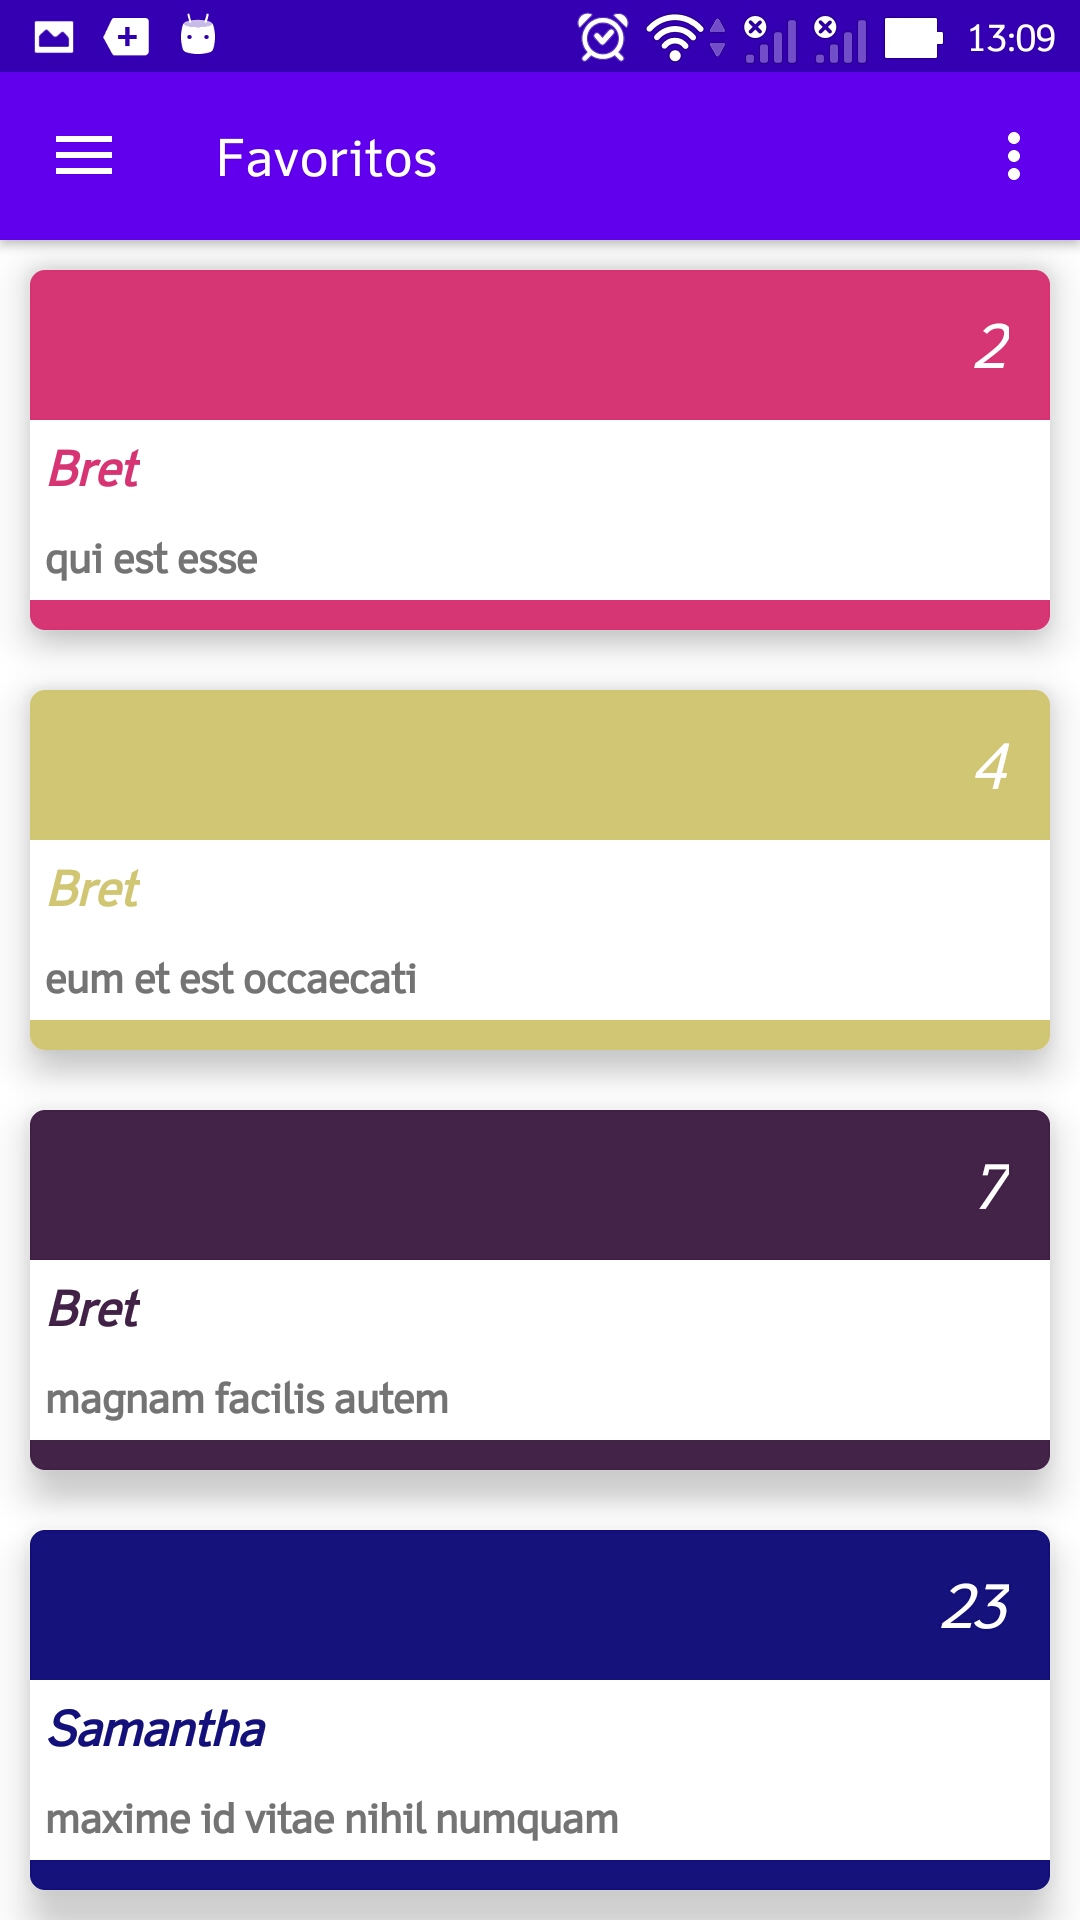 13:09
Favoritos
2
Bret
qui est esse
4
Bret
eum et est occaecati
7
Bret
magnam facilis autem
23
Samantha
maxime id vitae nihil numquam